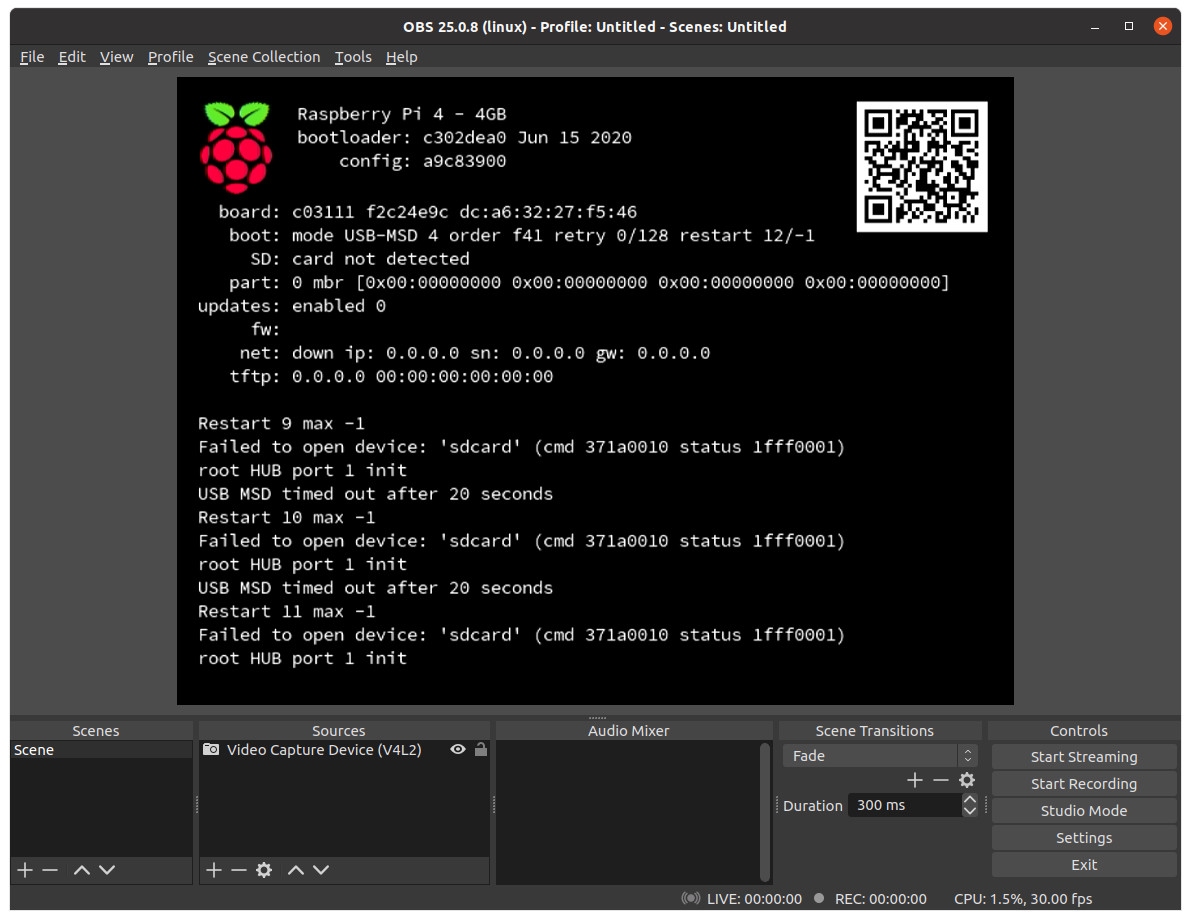 OBS 25.0.8 (linux) - Profile: Untitled - Scenes: Untitled
File Edit View Profile Scene Collection Tools Help
Raspberry Pi 4 - 4GB
bootloader: c302dea0 Jun 15 2020
config: a9c83900
board: c03111 f2c24e9c dc:a6:32:27:f5:46
boot: mode USB-MSD 4 order f41 retry 0/128 restart 12/-1
SD: card not detected
part: 0 mbr [0x00:00000000 0x00:00000000 0x00:00000000 0x00:00000000]
updates: enabled 0
fw:
net: down ip: 0.0.0.0 sn: 0.0.0.0 gw: 0.0.0.0
tftp: 0.0.0.0 00:00:00:00:00:00
Restart 9 max -1
Failed to open device: 'sdcard' (cmd 371a0010 status 1fff0001)
root HUB port 1 init
USB MSD timed out after 20 seconds
Restart 10 max -1
Failed to open device: 'sdcard' (cmd 371a0010 status 1fff0001)
root HUB port 1 init
USB MSD timed out after 20 seconds
Restart 11 max -1
Failed to open device: 'sdcard' (cmd 371a0010 status 1fff0001)
root HUB port 1 init
Scenes
Scene
Sources
Video Capture Device (V4L2)
Audio Mixer
Scene Transitions
Fade
Duration 300 ms
Controls
Start Streaming
Start Recording
Studio Mode
Settings
Exit
LIVE: 00:00:00 REC: 00:00:00 CPU: 1.5%, 30.00 fps